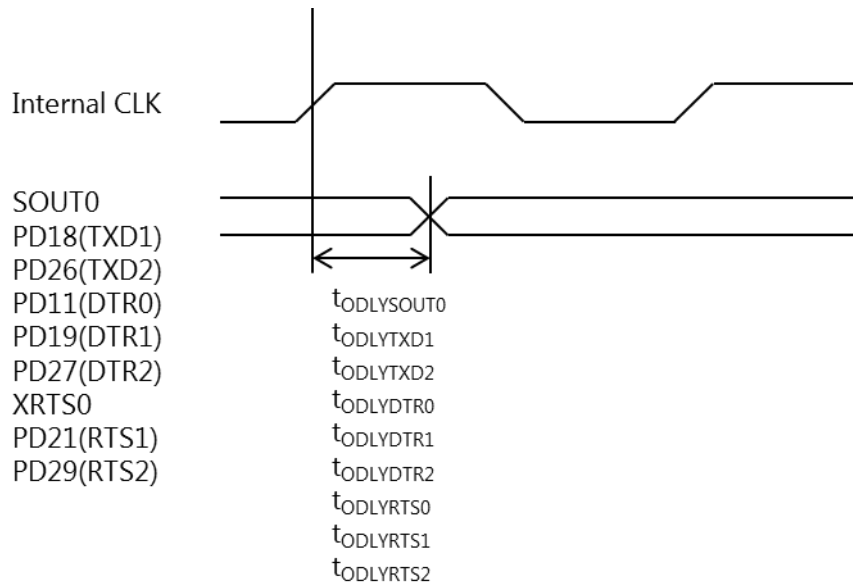 Internal CLK
SOUT0
PD18(TXD1)
PD26(TXD2)
PD11(DTR0)
PD19(DTR1)
PD27(DTR2)
XRTS0
PD21(RTS1)
PD29(RTS2)
tODLYSOUT0
tODLYTXD1
tODLYTXD2
tODLYDTR0
tODLYDTR1
tODLYDTR2
tODLYRTS0
tODLYRTS1
tODLYRTS2